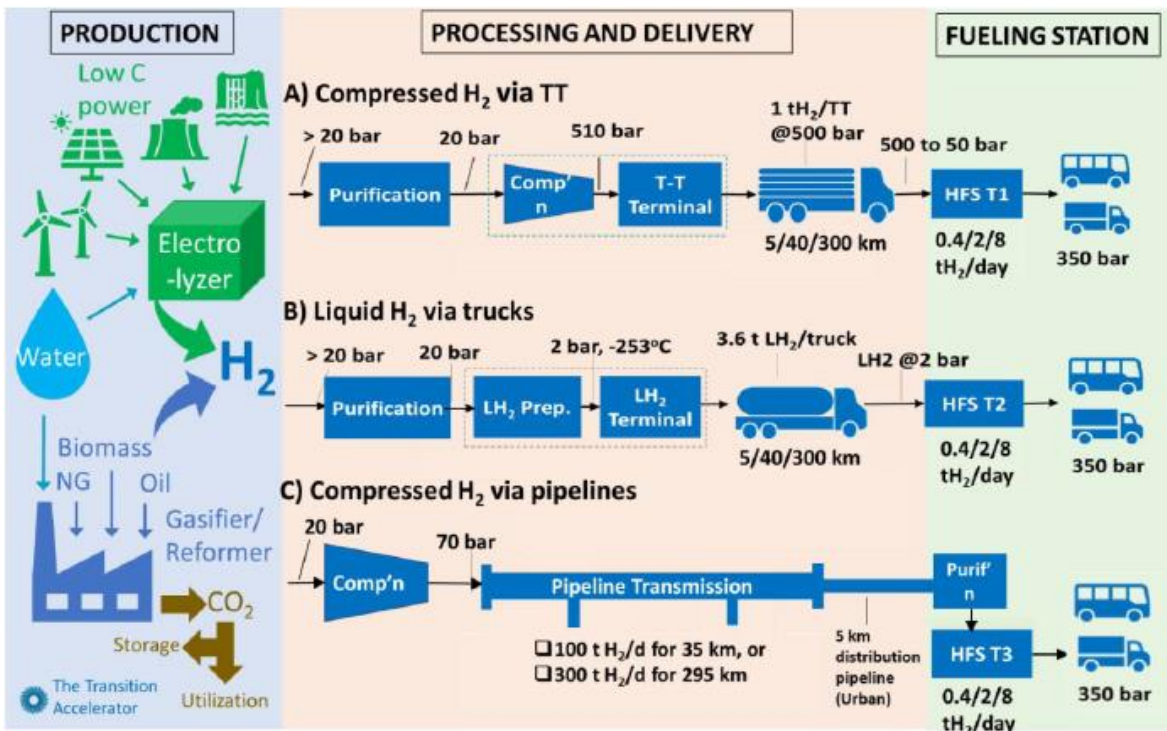 PRODUCTION
Low C
power
Electro
-lyzer
Water
H₂
Biomass
NG
Oil
Gasifier/
Reformer
CO₂
Storage
Utilization
The Transition
Accelerator
PROCESSING AND DELIVERY
A) Compressed H₂ via TT
> 20 bar
Purification
20 bar
Comp'
n
510 bar
T-T
Terminal
1 tH₂/TT
@500 bar
5/40/300 km
500 to 50 bar
B) Liquid H₂ via trucks
> 20 bar
Purification
20 bar
LH₂ Prep.
2 bar, -253°C
LH₂
Terminal
3.6 t LH₂/truck
5/40/300 km
LH2 @2 bar
C) Compressed H₂ via pipelines
20 bar
Comp'n
70 bar
Pipeline Transmission
❑100 t H₂/d for 35 km, or
❑300 t H₂/d for 295 km
5 km
distribution
pipeline
(Urban)
FUELING STATION
HFS T1
0.4/2/8
tH₂/day
350 bar
HFS T2
0.4/2/8
tH₂/day
350 bar
Purif'
n
HFS T3
0.4/2/8
tH₂/day
350 bar